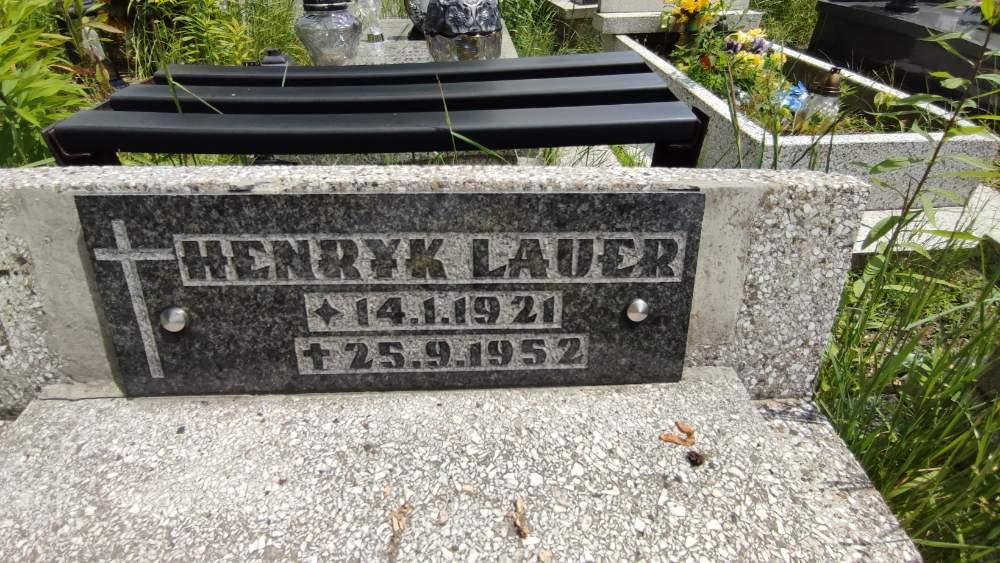 HENRYK LAUER
✦ 14.1.1921
✝ 25.9.1952